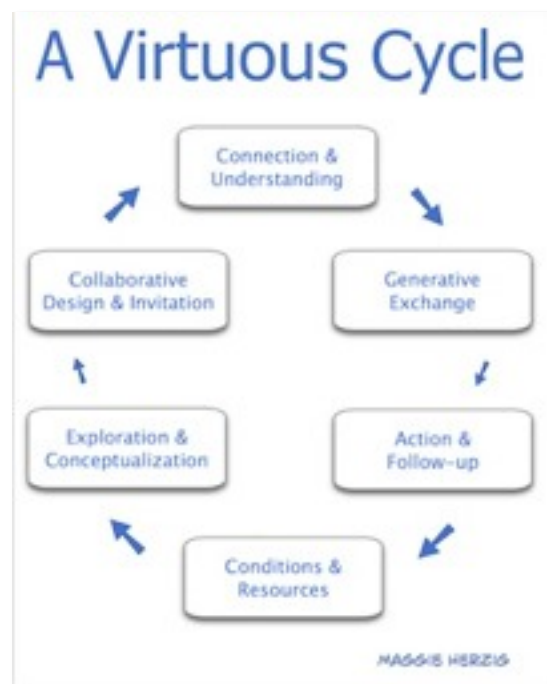 A Virtuous Cycle
Connection &
Understanding
Generative
Exchange
Action &
Follow-up
Conditions &
Resources
Exploration &
Conceptualization
Collaborative
Design & Invitation
MAGGIE HERZIG